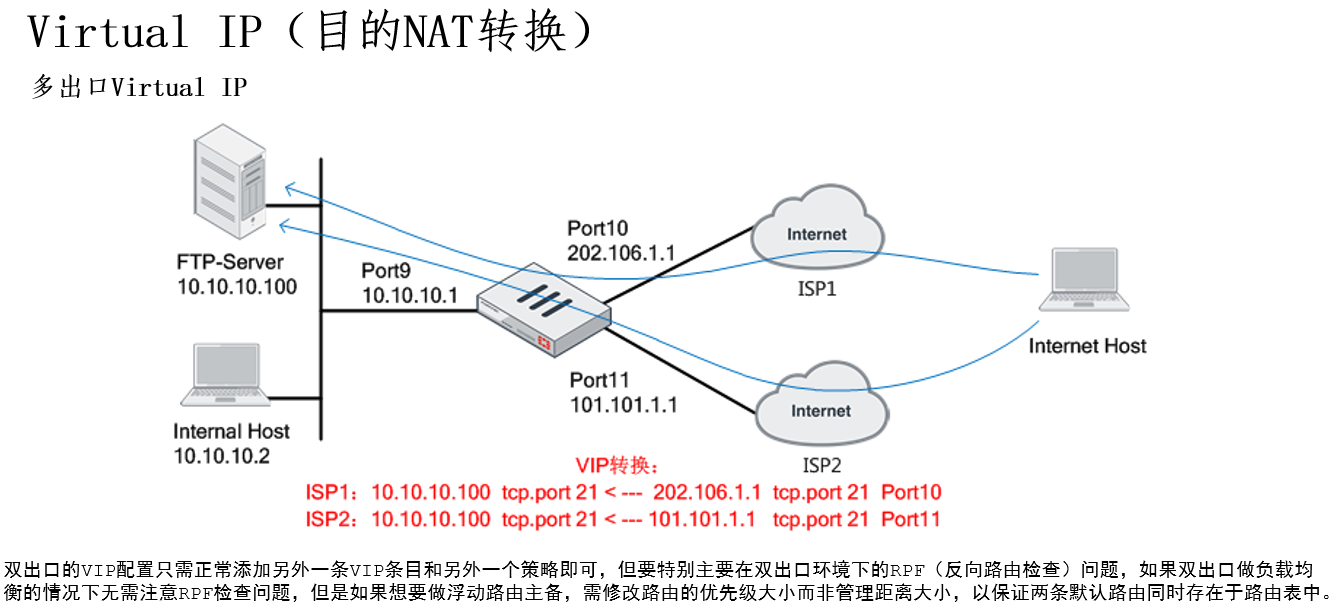 Virtual IP（目的NAT转换）
多出口Virtual IP
FTP-Server
10.10.10.100
Port9
10.10.10.1
Port10
202.106.1.1
Internet
ISP1
Internet Host
Port11
101.101.1.1
Internet
ISP2
Internal Host
10.10.10.2
VIP转换：
ISP1：10.10.10.100 tcp.port 21 < --- 202.106.1.1 tcp.port 21 Port10
ISP2：10.10.10.100 tcp.port 21 < --- 101.101.1.1 tcp.port 21 Port11
双出口的VIP配置只需正常添加另外一条VIP条目和另外一个策略即可，但要特别主要在双出口环境下的RPF（反向路由检查）问题，如果双出口做负载均
衡的情况下无需注意RPF检查问题，但是如果想要做浮动路由主备，需修改路由的优先级大小而非管理距离大小，以保证两条默认路由同时存在于路由表中。